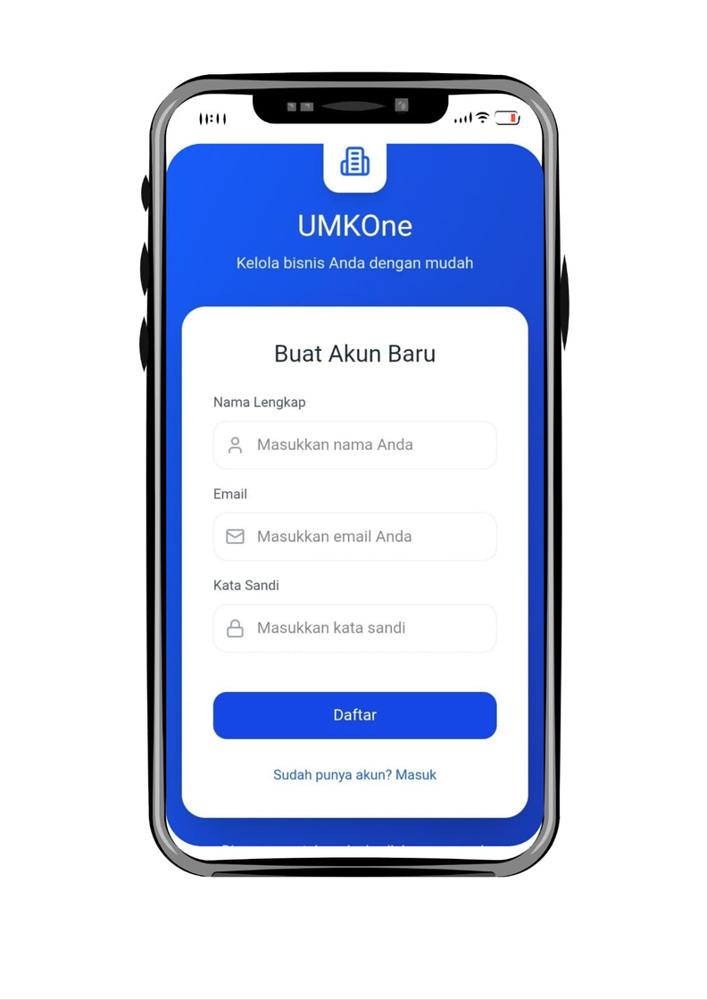 11:11
UMKOne
Kelola bisnis Anda dengan mudah
Buat Akun Baru
Nama Lengkap
Masukkan nama Anda
Email
Masukkan email Anda
Kata Sandi
Masukkan kata sandi
Daftar
Sudah punya akun? Masuk